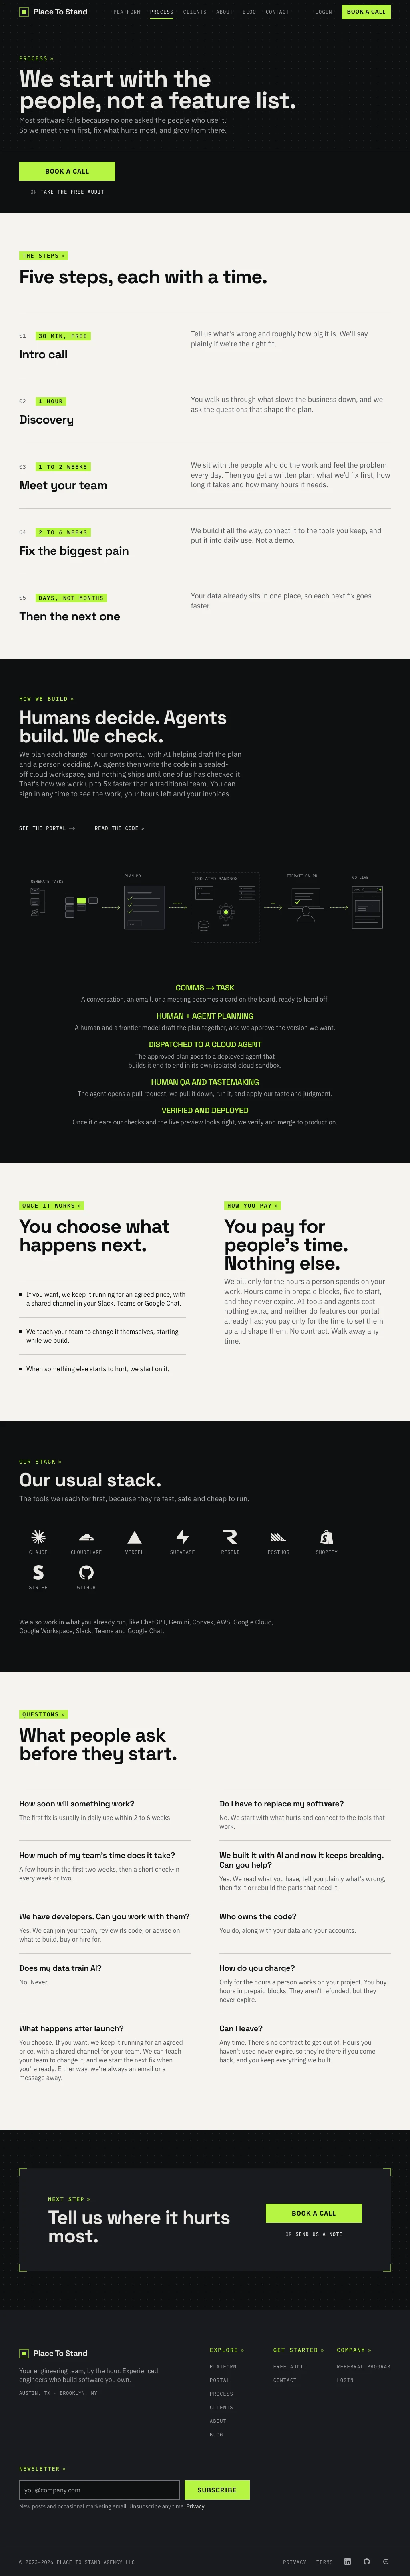 Place To Stand
PLATFORM
PROCESS
CLIENTS
ABOUT
BLOG
CONTACT
LOGIN
BOOK A CALL
PROCESS
We start with the
people, not a feature list.
Most software fails because no one asked the people who use it.
So we meet them first, fix what hurts most, and grow from there.
BOOK A CALL
OR TAKE THE FREE AUDIT
THE STEPS
Five steps, each with a time.
01 30 MIN, FREE
Intro call
Tell us what's wrong and roughly how big it is. We'll say
plainly if we're the right fit.
02 1 HOUR
Discovery
You walk us through what slows the business down, and we
ask the questions that shape the plan.
03 1 TO 2 WEEKS
Meet your team
We sit with the people who do the work and feel the problem
every day. Then you get a written plan: what we'd fix first, how
long it takes and how many hours it needs.
04 2 TO 6 WEEKS
Fix the biggest pain
We build it all the way, connect it to the tools you keep, and
put it into daily use. Not a demo.
05 DAYS, NOT MONTHS
Then the next one
Your data already sits in one place, so each next fix goes
faster.
HOW WE BUILD
Humans decide. Agents
build. We check.
We plan each change in our own portal, with AI helping draft the plan
and a person deciding. AI agents then write the code in a sealed-
off cloud workspace, and nothing ships until one of us has checked it.
That's how we work up to 5x faster than a traditional team. You can
sign in any time to see the work, your hours left and your invoices.
SEE THE PORTAL ⟶
READ THE CODE ↗
GENERATE TASKS
PLAN.MD
ISOLATED SANDBOX
ITERATE ON PR
GO LIVE
COMMS ⟶ TASK
A conversation, an email, or a meeting becomes a card on the board, ready to hand off.
HUMAN + AGENT PLANNING
A human and a frontier model draft the plan together, and we approve the version we want.
DISPATCHED TO A CLOUD AGENT
The approved plan goes to a deployed agent that
builds it end to end in its own isolated cloud sandbox.
HUMAN QA AND TASTEMAKING
The agent opens a pull request; we pull it down, run it, and apply our taste and judgment.
VERIFIED AND DEPLOYED
Once it clears our checks and the live preview looks right, we verify and merge to production.
ONCE IT WORKS
You choose what
happens next.
If you want, we keep it running for an agreed price, with
a shared channel in your Slack, Teams or Google Chat.
We teach your team to change it themselves, starting
while we build.
When something else starts to hurt, we start on it.
HOW YOU PAY
You pay for
people's time.
Nothing else.
We bill only for the hours a person spends on your
work. Hours come in prepaid blocks, five to start,
and they never expire. AI tools and agents cost
nothing extra, and neither do features our portal
already has: you pay only for the time to set them
up and shape them. No contract. Walk away any
time.
OUR STACK
Our usual stack.
The tools we reach for first, because they're fast, safe and cheap to run.
CLAUDE
CLOUDFLARE
VERCEL
SUPABASE
RESEND
POSTHOG
SHOPIFY
STRIPE
GITHUB
We also work in what you already run, like ChatGPT, Gemini, Convex, AWS, Google Cloud,
Google Workspace, Slack, Teams and Google Chat.
QUESTIONS
What people ask
before they start.
How soon will something work?
The first fix is usually in daily use within 2 to 6 weeks.
Do I have to replace my software?
No. We start with what hurts and connect to the tools that
work.
How much of my team's time does it take?
A few hours in the first two weeks, then a short check-in
every week or two.
We built it with AI and now it keeps breaking.
Can you help?
Yes. We read what you have, tell you plainly what's wrong,
then fix it or rebuild the parts that need it.
We have developers. Can you work with them?
Yes. We can join your team, review its code, or advise on
what to build, buy or hire for.
Who owns the code?
You do, along with your data and your accounts.
Does my data train AI?
No. Never.
How do you charge?
Only for the hours a person works on your project. You buy
hours in prepaid blocks. They aren't refunded, but they
never expire.
What happens after launch?
You choose. If you want, we keep it running for an agreed
price, with a shared channel for your team. We can teach
your team to change it, and we start the next fix when
you're ready. Either way, we're always an email or a
message away.
Can I leave?
Any time. There's no contract to get out of. Hours you
haven't used never expire, so they're there if you come
back, and you keep everything we built.
NEXT STEP
Tell us where it hurts
most.
BOOK A CALL
OR SEND US A NOTE
Place To Stand
Your engineering team, by the hour. Experienced
engineers who build software you own.
AUSTIN, TX · BROOKLYN, NY
EXPLORE
PLATFORM
PORTAL
PROCESS
CLIENTS
ABOUT
BLOG
GET STARTED
FREE AUDIT
CONTACT
COMPANY
REFERRAL PROGRAM
LOGIN
NEWSLETTER
you@company.com
SUBSCRIBE
New posts and occasional marketing email. Unsubscribe any time. Privacy
© 2023–2026 PLACE TO STAND AGENCY LLC
PRIVACY
TERMS